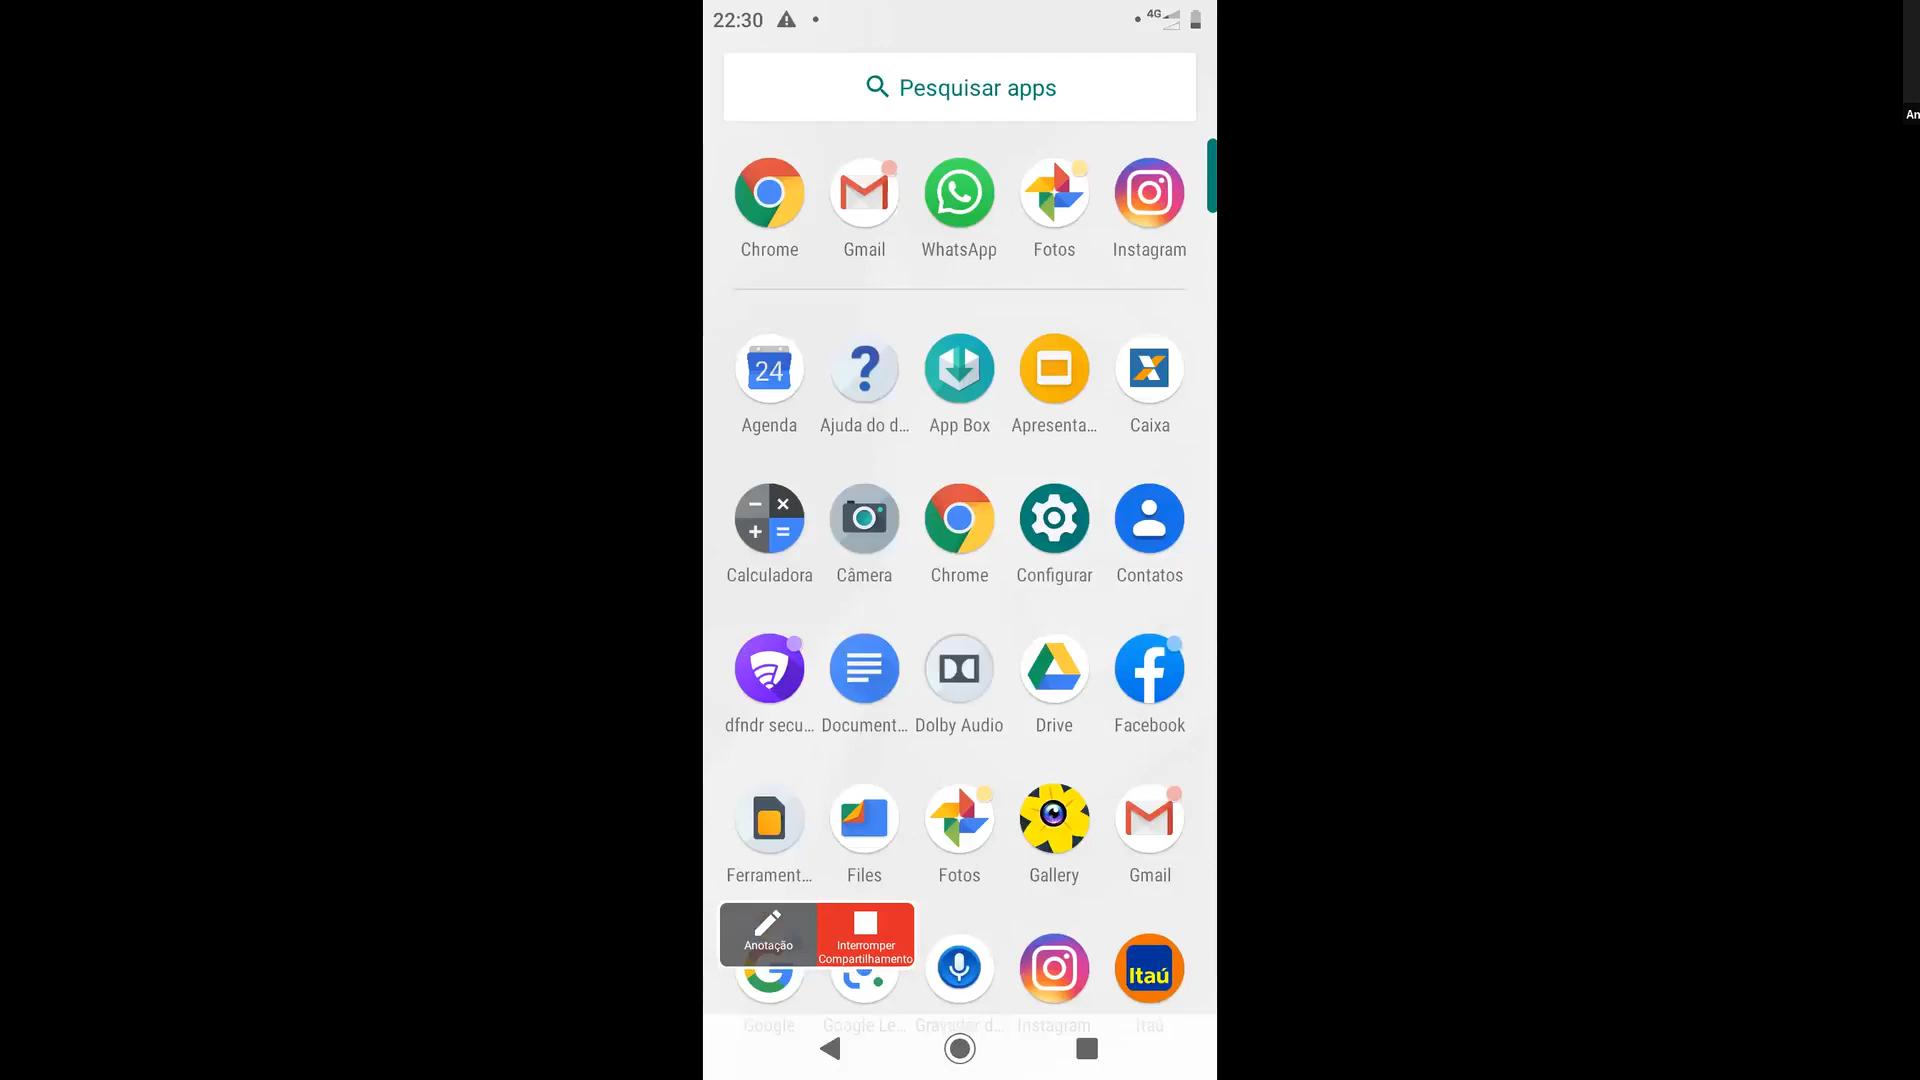 22:30
4G
An
Pesquisar apps
Chrome
Gmail
WhatsApp
Fotos
Instagram
24
Agenda
Ajuda do d...
App Box
Apresenta...
Caixa
Calculadora
Câmera
Chrome
Configurar
Contatos
dfndr secu...
Document...
Dolby Audio
Drive
Facebook
Ferrament...
Files
Fotos
Gallery
Gmail
Anotação
Interromper
Compartilhamento
Itaú
Google
Google Le...
Gravador d...
Instagram
Itaú